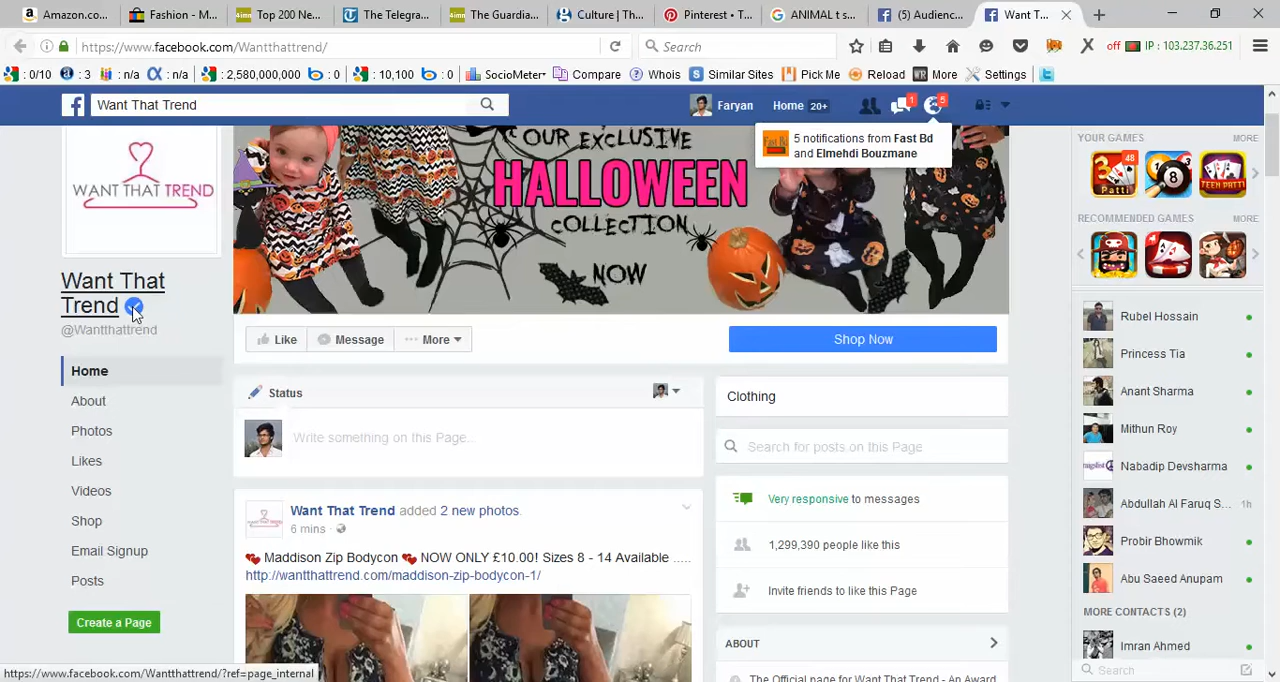 Amazon.co...
Fashion - M...
Top 200 Ne...
The Telegra...
The Guardia...
Culture | Th...
Pinterest • T...
ANIMAL t s...
(5) Audienc...
Want T...
https://www.facebook.com/Wantthattrend/
Search
off IP : 103.237.36.251
: 0/10 : 3 : n/a : n/a : 2,580,000,000 : 0 : 10,100 : 0 SocioMeter Compare Whois Similar Sites Pick Me Reload More Settings
Want That Trend
Faryan Home 20+ 1 5
5 notifications from Fast Bd
and Elmehdi Bouzmane
WANT THAT TREND
OUR EXCLUSIVE
HALLOWEEN
COLLECTION
NOW
Want That
Trend
@Wantthattrend
Like Message More
Shop Now
Home
About
Photos
Likes
Videos
Shop
Email Signup
Posts
Create a Page
Status
Write something on this Page...
Want That Trend added 2 new photos.
6 mins
Maddison Zip Bodycon NOW ONLY £10.00! Sizes 8 - 14 Available .....
http://wantthattrend.com/maddison-zip-bodycon-1/
Clothing
Search for posts on this Page
Very responsive to messages
1,299,390 people like this
Invite friends to like this Page
ABOUT
The Official page for Want That Trend - An Award
YOUR GAMES MORE
48
3 Patti
8
TEEN PATTI
RECOMMENDED GAMES MORE
Rubel Hossain
Princess Tia
Anant Sharma
Mithun Roy
Nabadip Devsharma
Abdullah Al Faruq S... 1h
Probir Bhowmik
Abu Saeed Anupam
MORE CONTACTS (2)
Imran Ahmed
Search
https://www.facebook.com/Wantthattrend/?ref=page_internal